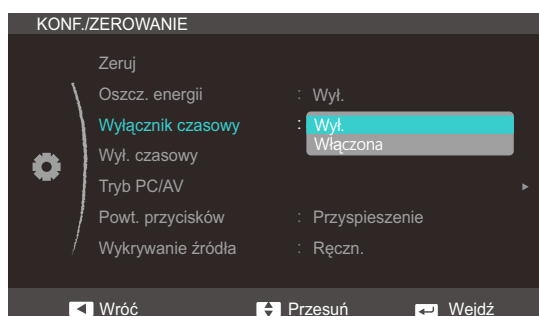 KONF./ZEROWANIE
Zeruj
Oszcz. energii : Wył.
Wyłącznik czasowy : Wył.
Włączona
Wył. czasowy
Tryb PC/AV
Powt. przycisków : Przyspieszenie
Wykrywanie źródła : Ręczn.
Wróć Przesuń Wejdź